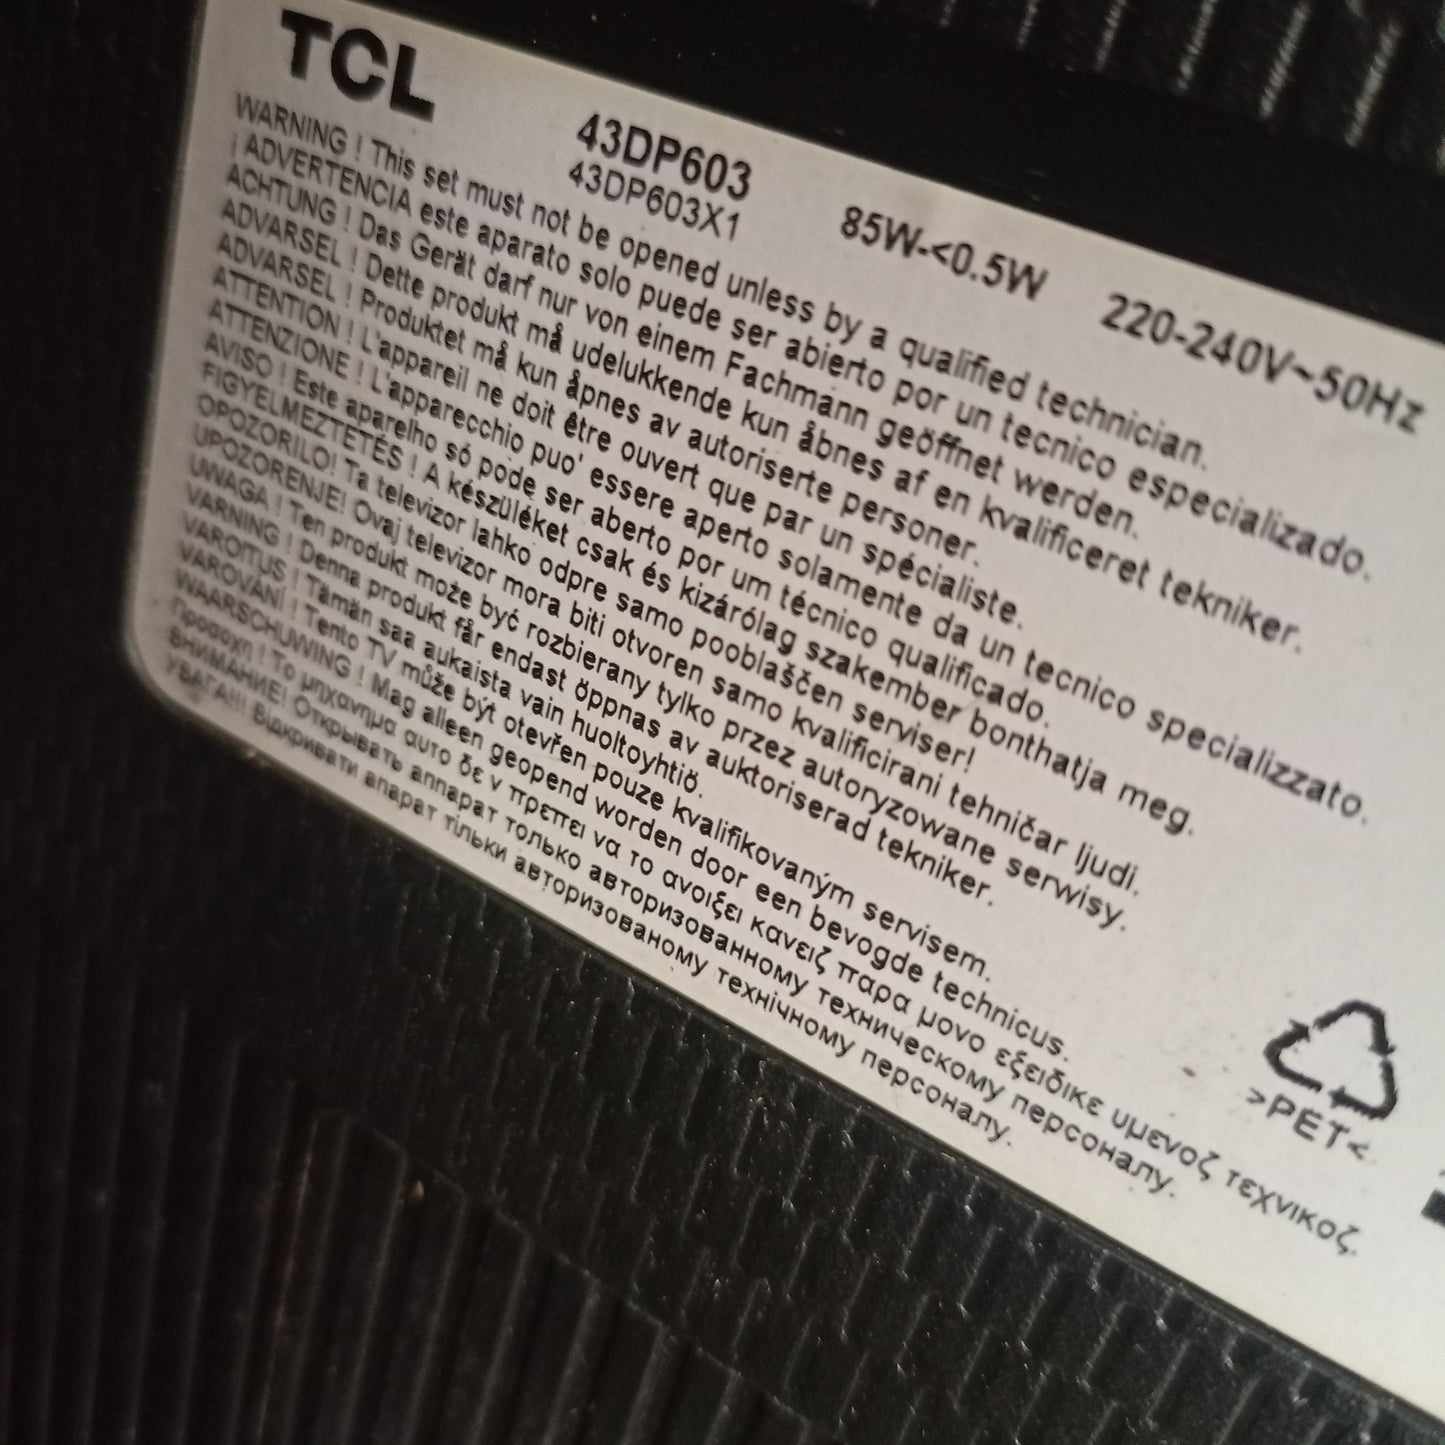 TCL
43DP603
43DP603X1
85W-<0.5W
220-240V~50Hz
WARNING ! This set must not be opened unless by a qualified technician.
¡ ADVERTENCIA este aparato solo puede ser abierto por un tecnico especializado.
ACHTUNG ! Das Gerät darf nur von einem Fachmann geöffnet werden.
ADVARSEL ! Dette produkt må udelukkende kun åbnes af en kvalificeret tekniker.
ADVARSEL ! Produktet må kun åpnes av autoriserte personer.
ATTENTION ! L'appareil ne doit être ouvert que par un spécialiste.
ATTENZIONE ! L'apparecchio puo' essere aperto solamente da un tecnico specializzato.
AVISO ! Este aparelho só pode ser aberto por um técnico qualificado.
FIGYELMEZTETÉS ! A készüléket csak és kizárólag szakember bonthatja meg.
OPOZORILO! Ta televizor lahko odpre samo pooblaščen serviser!
UPOZORENJE! Ovaj televizor mora biti otvoren samo kvalificirani tehničar ljudi.
UWAGA ! Ten produkt może być rozbierany tylko przez autoryzowane serwisy.
VARNING ! Denna produkt får endast öppnas av auktoriserad tekniker.
VAROITUS ! Tämän saa aukaista vain huoltoyhtiö.
VAROVÁNÍ ! Tento TV může být otevřen pouze kvalifikovaným servisem.
WAARSCHUWING ! Mag alleen geopend worden door een bevogde technicus.
Προσοχη ! Το μηχανημα αυτο δε ν πρεπει να το ανοιξει κανεις παρα μονο εξειδικε υμενος τεχνικος.
ВНИМАНИЕ! Открывать аппарат только авторизованному техническому персоналу.
УВАГА!!! Відкривати апарат тільки авторизованому технічному персоналу.
>PET<